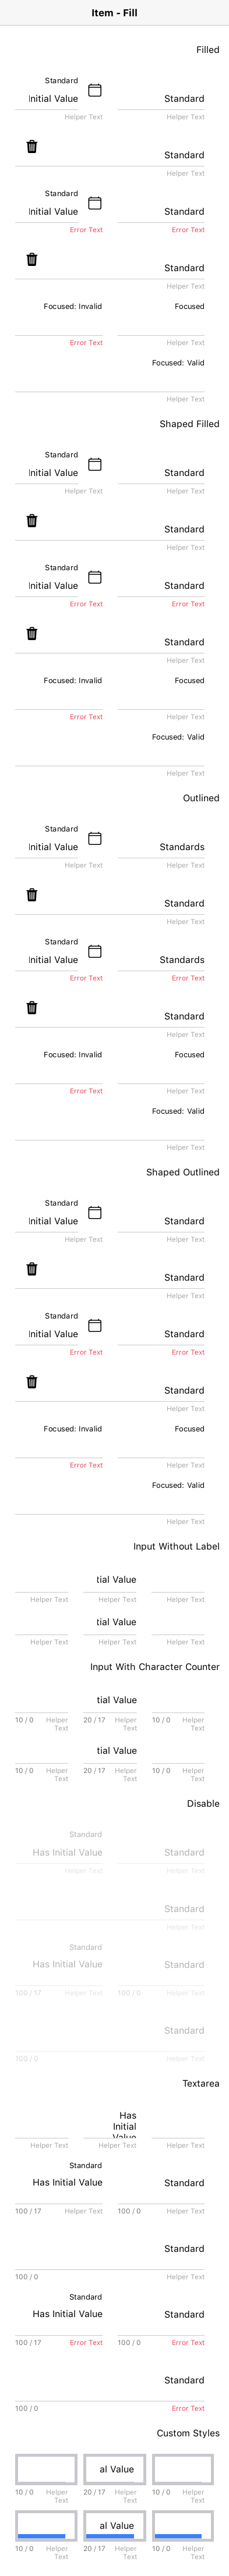 Item - Fill
Filled
Standard
Initial Value Standard
Helper Text Helper Text
Standard
Helper Text
Standard
Initial Value Standard
Error Text Error Text
Standard
Helper Text
Focused: Invalid Focused
Error Text Helper Text
Focused: Valid
Helper Text
Shaped Filled
Standard
Initial Value Standard
Helper Text Helper Text
Standard
Helper Text
Standard
Initial Value Standard
Error Text Error Text
Standard
Helper Text
Focused: Invalid Focused
Error Text Helper Text
Focused: Valid
Helper Text
Outlined
Standard
Initial Value Standards
Helper Text Helper Text
Standard
Helper Text
Standard
Initial Value Standards
Error Text Error Text
Standard
Helper Text
Focused: Invalid Focused
Error Text Helper Text
Focused: Valid
Helper Text
Shaped Outlined
Standard
Initial Value Standard
Helper Text Helper Text
Standard
Helper Text
Standard
Initial Value Standard
Error Text Error Text
Standard
Helper Text
Focused: Invalid Focused
Error Text Helper Text
Focused: Valid
Helper Text
Input Without Label
tial Value
Helper Text Helper Text Helper Text
tial Value
Helper Text Helper Text Helper Text
Input With Character Counter
tial Value
10 / 0 Helper Text 20 / 17 Helper Text 10 / 0 Helper Text
tial Value
10 / 0 Helper Text 20 / 17 Helper Text 10 / 0 Helper Text
Disable
Standard
Has Initial Value Standard
Helper Text Helper Text
Standard
Helper Text
Standard
Has Initial Value Standard
100 / 17 Helper Text 100 / 0 Helper Text
Standard
100 / 0 Helper Text
Textarea
Has
Initial
Value
Helper Text Helper Text Helper Text
Standard
Has Initial Value Standard
100 / 17 Helper Text 100 / 0 Helper Text
Standard
100 / 0 Helper Text
Standard
Has Initial Value Standard
100 / 17 Error Text 100 / 0 Error Text
Standard
100 / 0 Error Text
Custom Styles
al Value
10 / 0 Helper Text 20 / 17 Helper Text 10 / 0 Helper Text
al Value
10 / 0 Helper Text 20 / 17 Helper Text 10 / 0 Helper Text